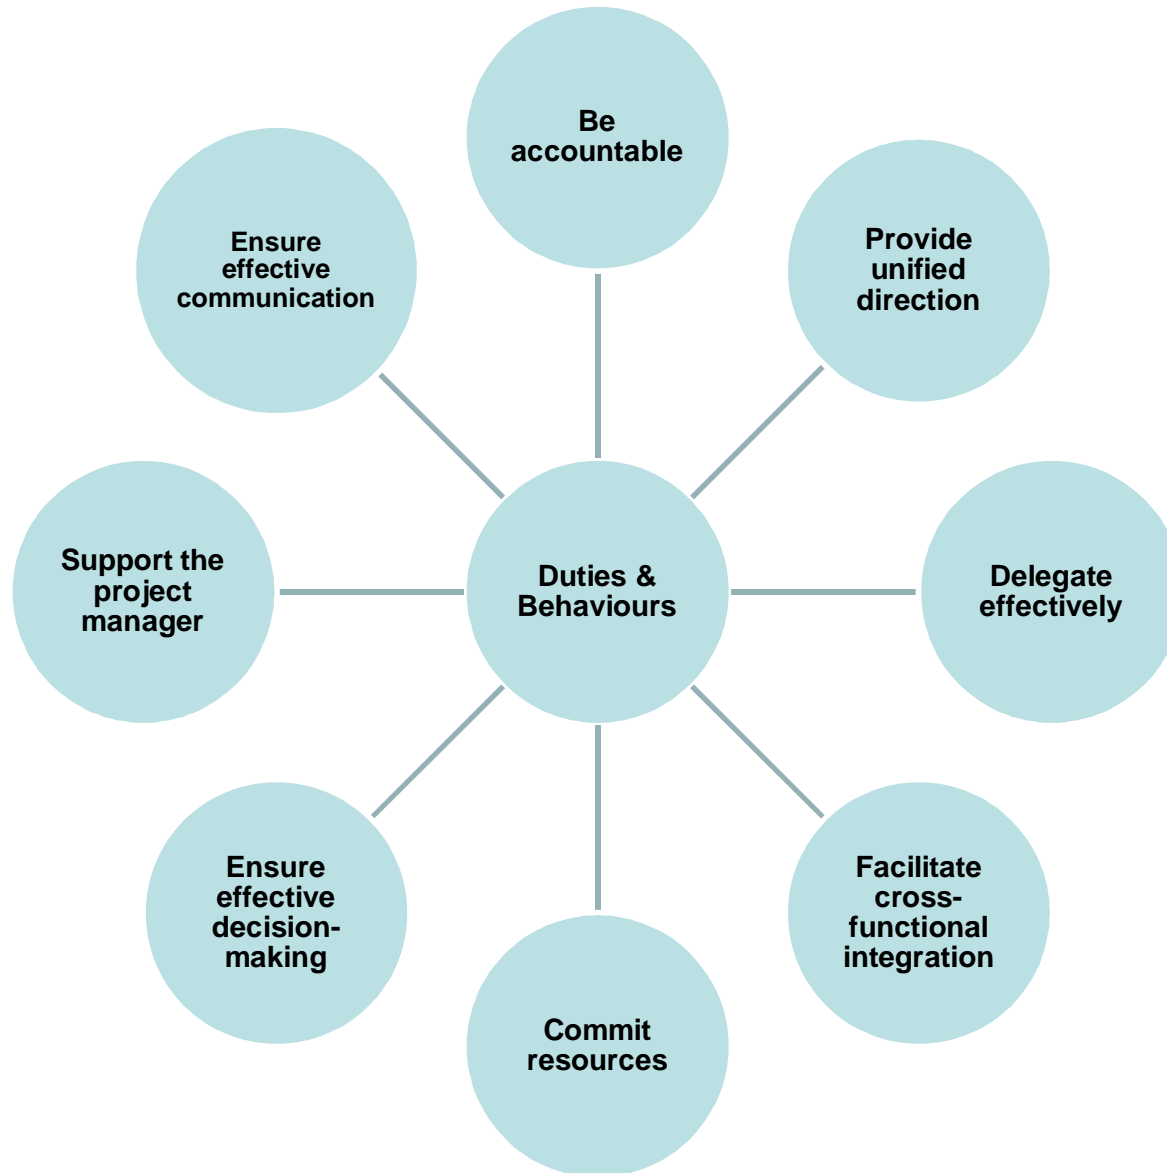 Be
accountable
Provide
unified
direction
Delegate
effectively
Facilitate
cross-
functional
integration
Commit
resources
Ensure
effective
decision-
making
Support the
project
manager
Ensure
effective
communication
Duties &
Behaviours